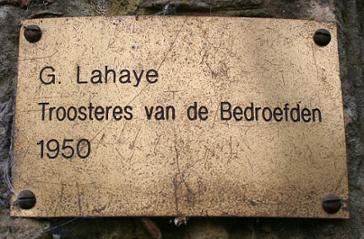 G. Lahaye
Troosteres van de Bedroefden
1950